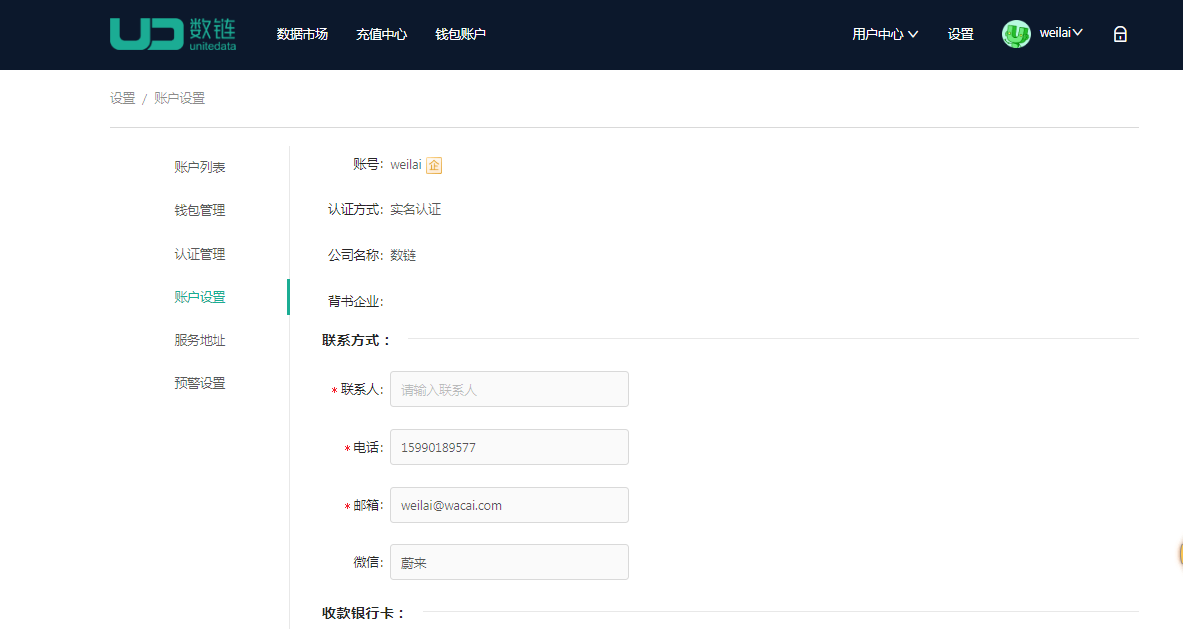 数链
unitedata
数据市场 充值中心 钱包账户 用户中心 设置 weilai
设置 / 账户设置
账户列表
钱包管理
认证管理
账户设置
服务地址
预警设置
账号: weilai 企
认证方式: 实名认证
公司名称: 数链
背书企业:
联系方式：
* 联系人: 请输入联系人
* 电话: 15990189577
* 邮箱: weilai@wacai.com
微信: 蔚来
收款银行卡：